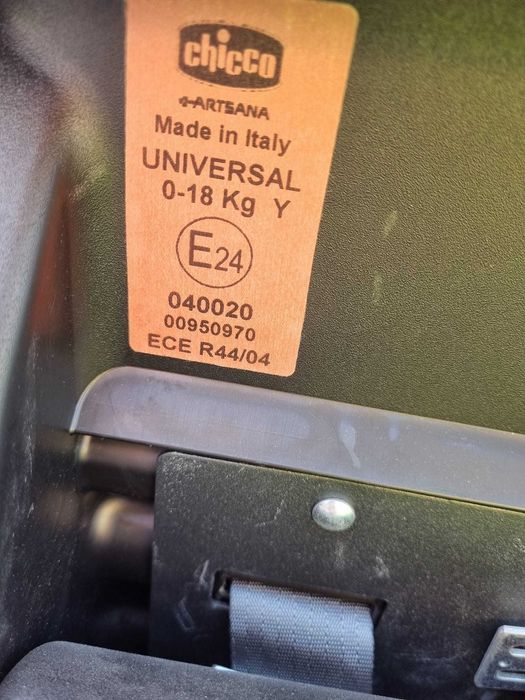 chicco
ARTSANA
Made in Italy
UNIVERSAL
0-18 Kg Y
E24
040020
00950970
ECE R44/04